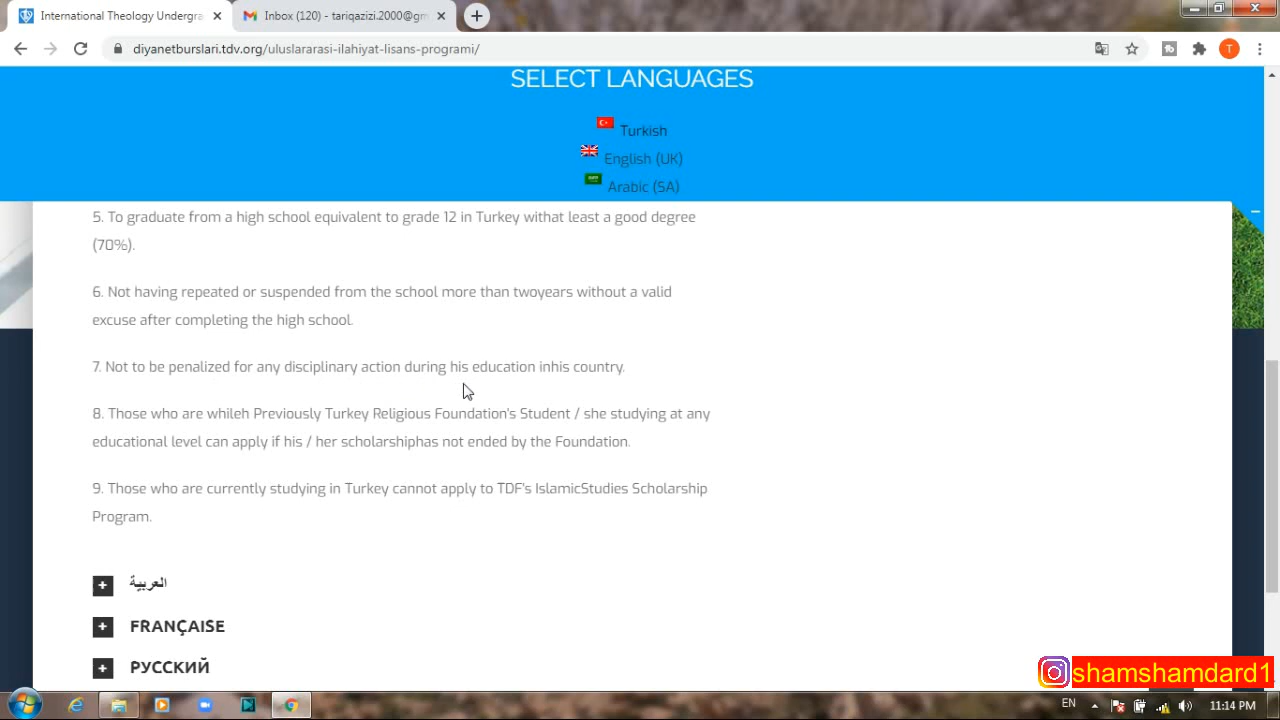 International Theology Undergra
Inbox (120) - tariqazizi.2000@gm
diyanetburslari.tdv.org/uluslararasi-ilahiyat-lisans-programi/
T
SELECT LANGUAGES
Turkish
English (UK)
Arabic (SA)
5. To graduate from a high school equivalent to grade 12 in Turkey withat least a good degree
(70%).
6. Not having repeated or suspended from the school more than twoyears without a valid
excuse after completing the high school.
7. Not to be penalized for any disciplinary action during his education inhis country.
8. Those who are whileh Previously Turkey Religious Foundation's Student / she studying at any
educational level can apply if his / her scholarshiphas not ended by the Foundation.
9. Those who are currently studying in Turkey cannot apply to TDF's IslamicStudies Scholarship
Program.
العربية
FRANÇAISE
РУССКИЙ
shamshamdard1
EN
11:14 PM